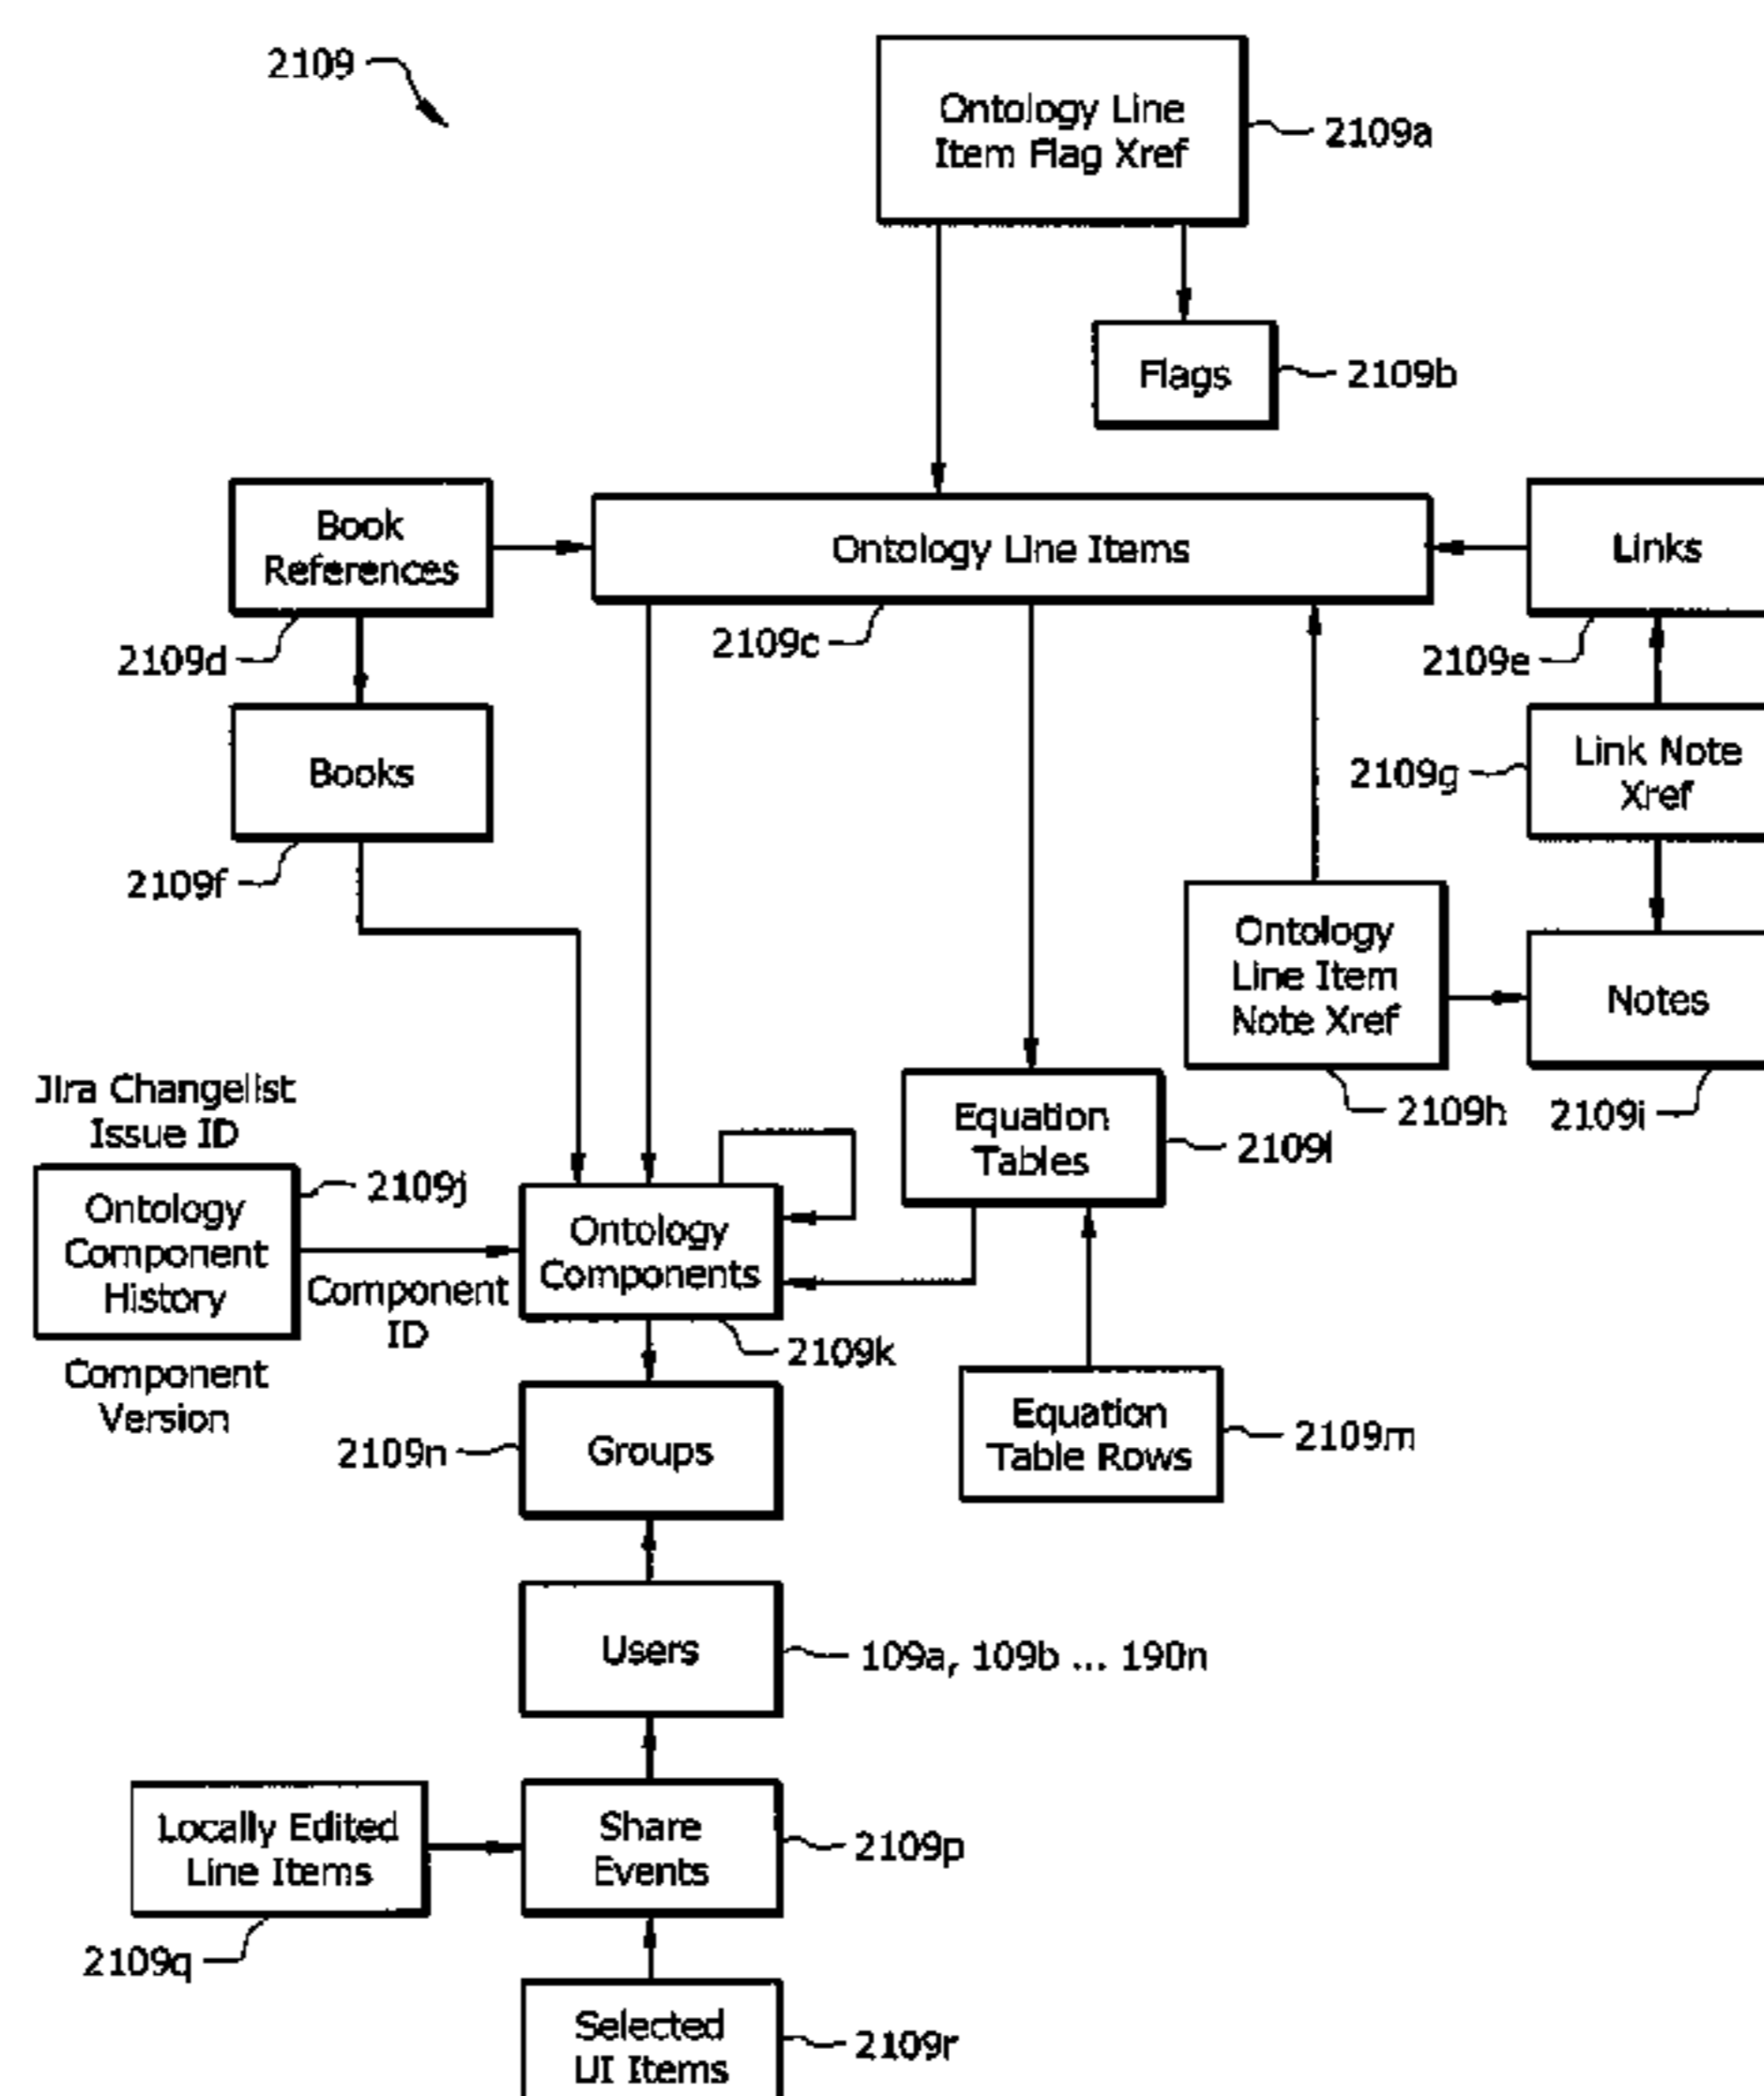 2109
Ontology Line
Item Flag Xref
2109a
Flags
2109b
Book
References
2109d
Ontology Line Items
2109c
Links
2109e
Books
2109f
Link Note
Xref
2109g
Ontology
Line Item
Note Xref
2109h
Notes
2109i
Jira Changelist
Issue ID
Ontology
Component
History
2109j
Component
Version
Component
ID
Ontology
Components
2109k
Equation
Tables
2109l
Equation
Table Rows
2109m
Groups
2109n
Users
109a, 109b ... 190n
Locally Edited
Line Items
2109q
Share
Events
2109p
Selected
UI Items
2109r